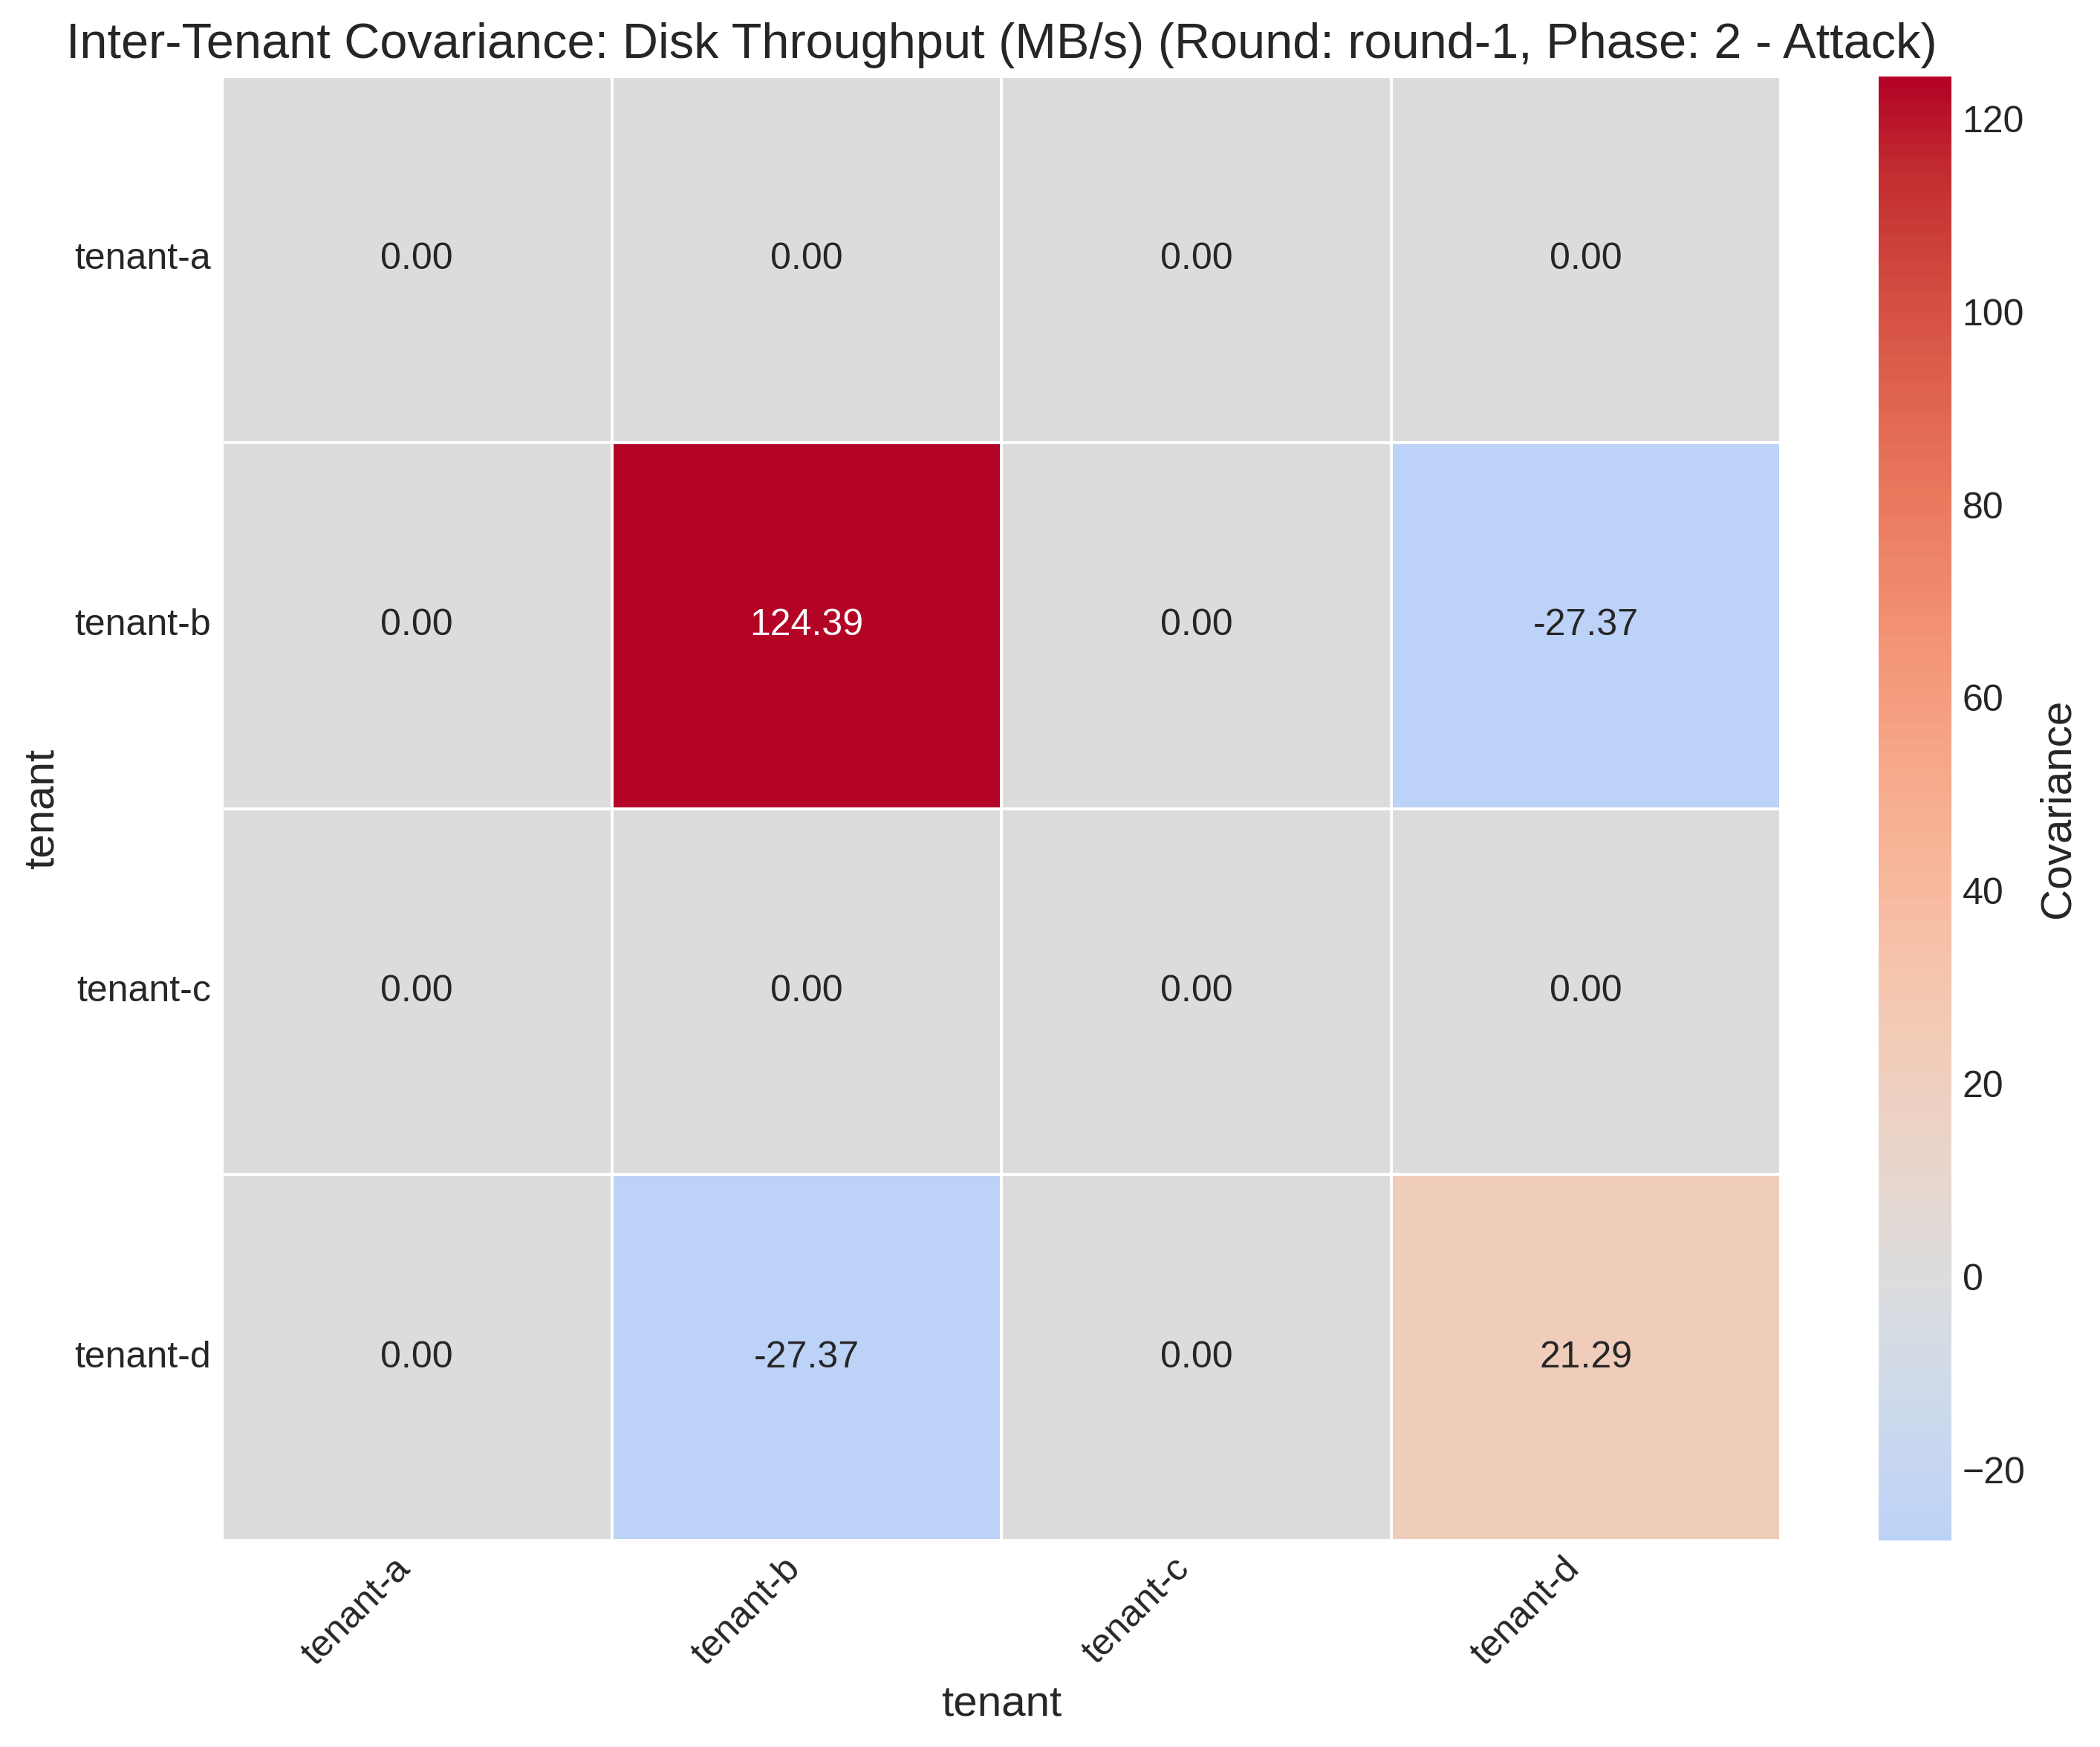 Inter-Tenant Covariance: Disk Throughput (MB/s) (Round: round-1, Phase: 2 - Attack)
tenant-a 0.00 0.00 0.00 0.00
tenant-b 0.00 124.39 0.00 -27.37
tenant-c 0.00 0.00 0.00 0.00
tenant-d 0.00 -27.37 0.00 21.29
tenant
tenant-a tenant-b tenant-c tenant-d
tenant
120
100
80
60
40
20
0
−20
Covariance